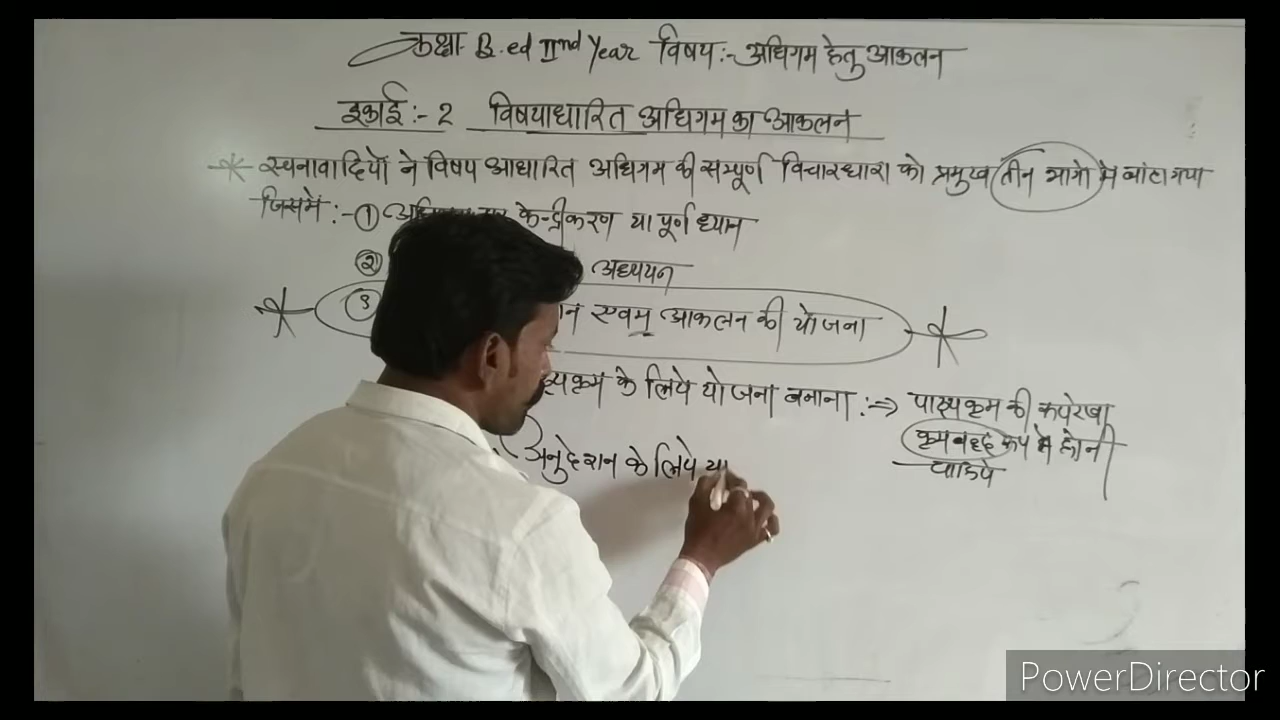 कक्षा B.ed IInd Year विषय:- अधिगम हेतु आकलन
इकाई:- 2 विषयाधारित अधिगम का आकलन
रचनावादियों ने विषय आधारित अधिगम की सम्पूर्ण विचारधारा को प्रमुख तीन भागो मे बांटा गया
जिसमें:- ① केन्द्रीकरण या पूर्ण ध्यान
② अध्ययन
③ एवम् आकलन की योजना
के लिये योजना बनाना :⇒ पाठ्यक्रम की रूपरेखा
क्रमबद्ध रूप मे होनी
चाहिये
अनुदेशन के लिये या
PowerDirector